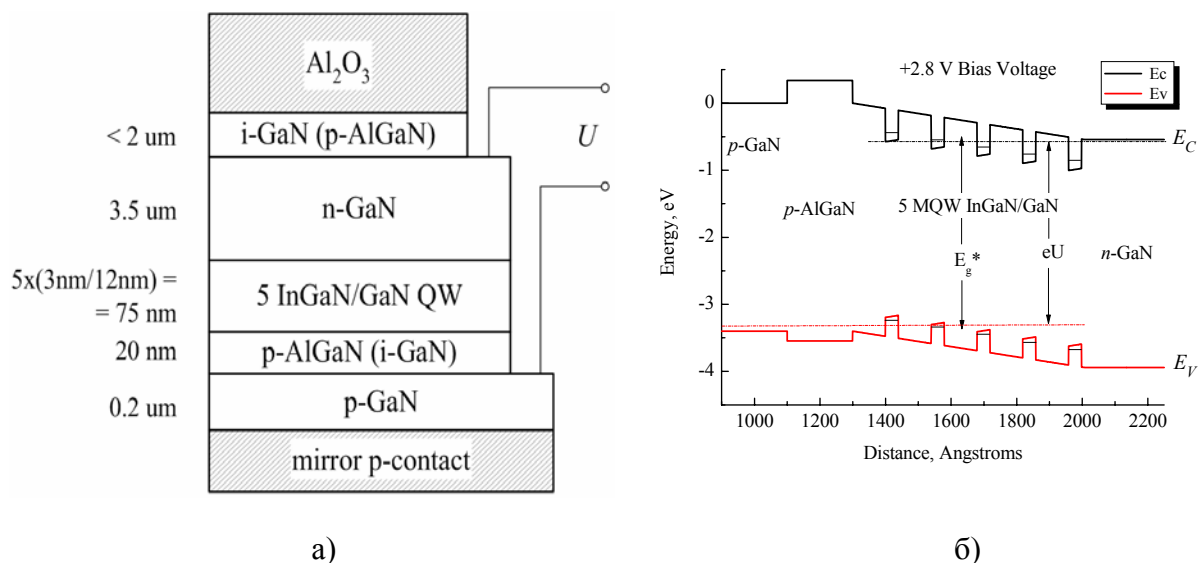 Al₂O₃
< 2 um
i-GaN (p-AlGaN)
U
3.5 um
n-GaN
5x(3nm/12nm) =
= 75 nm
5 InGaN/GaN QW
20 nm
p-AlGaN (i-GaN)
0.2 um
p-GaN
mirror p-contact
а)
+2.8 V Bias Voltage
Ec
Ev
0
-1
-2
-3
-4
Energy, eV
p-GaN
E_C
p-AlGaN
5 MQW InGaN/GaN
E_g*
eU
n-GaN
E_V
1000 1200 1400 1600 1800 2000 2200
Distance, Angstroms
б)